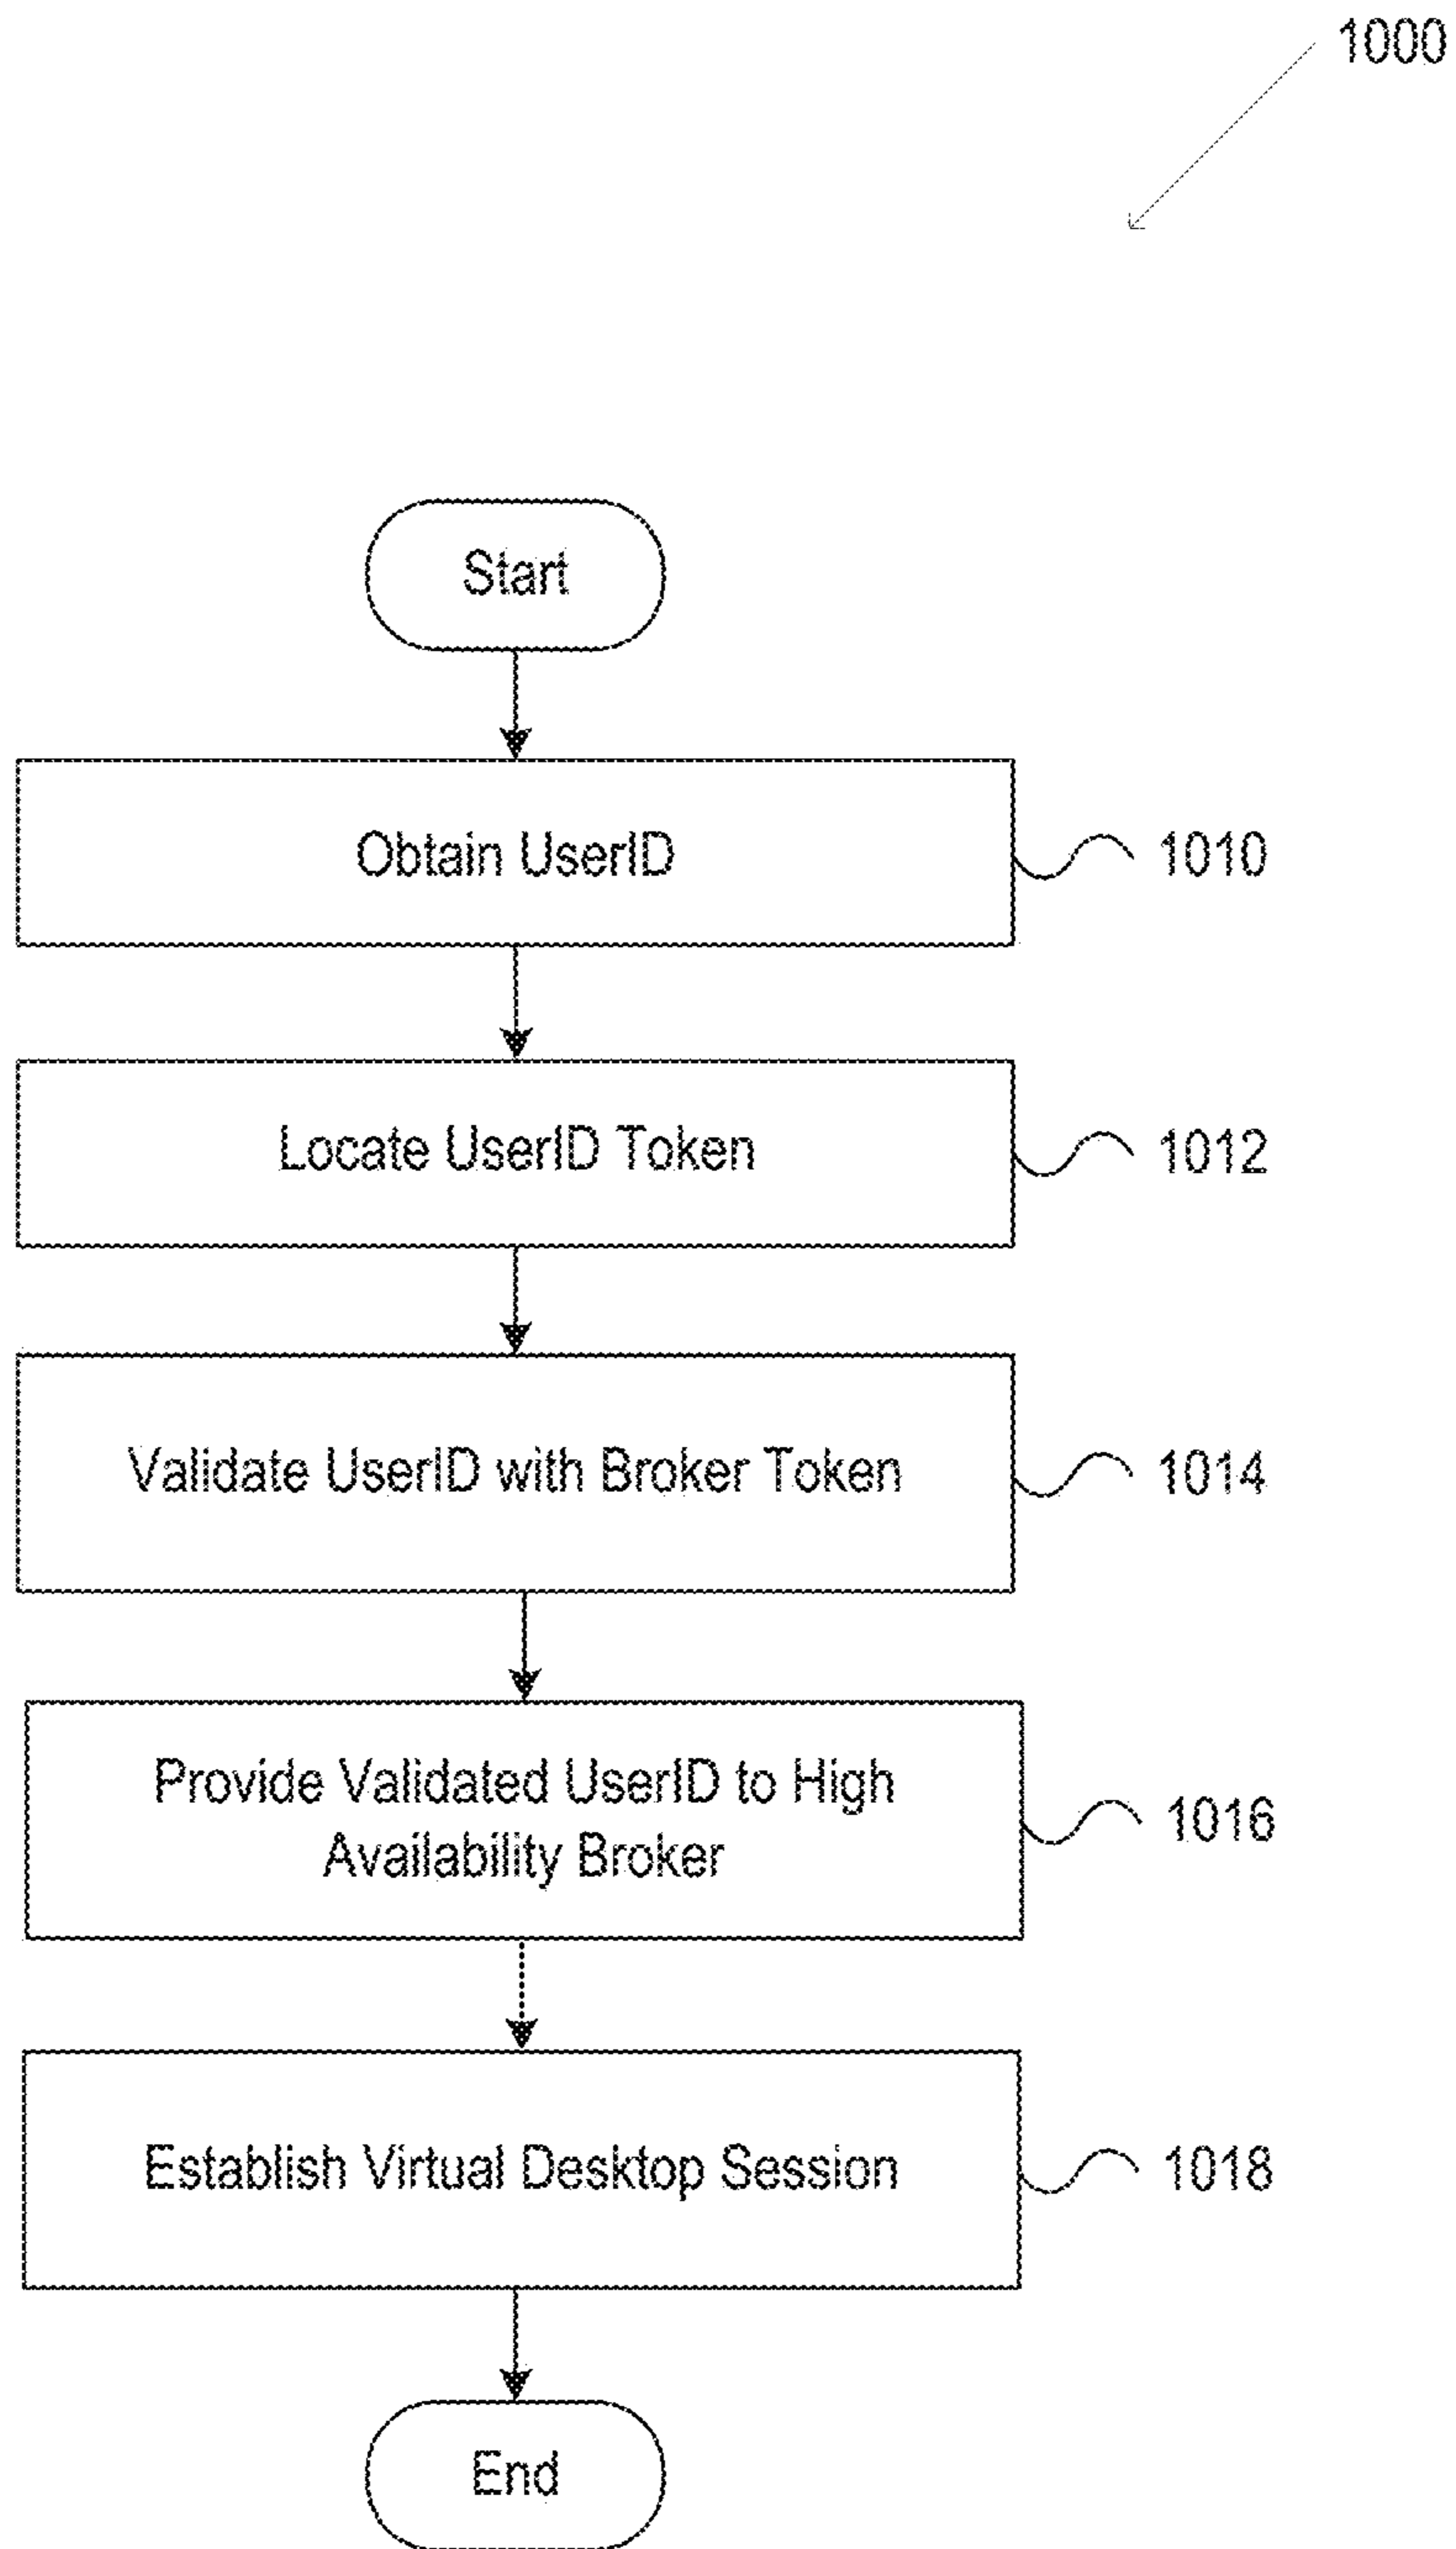 1000
Start
Obtain UserID
1010
Locate UserID Token
1012
Validate UserID with Broker Token
1014
Provide Validated UserID to High
Availability Broker
1016
Establish Virtual Desktop Session
1018
End